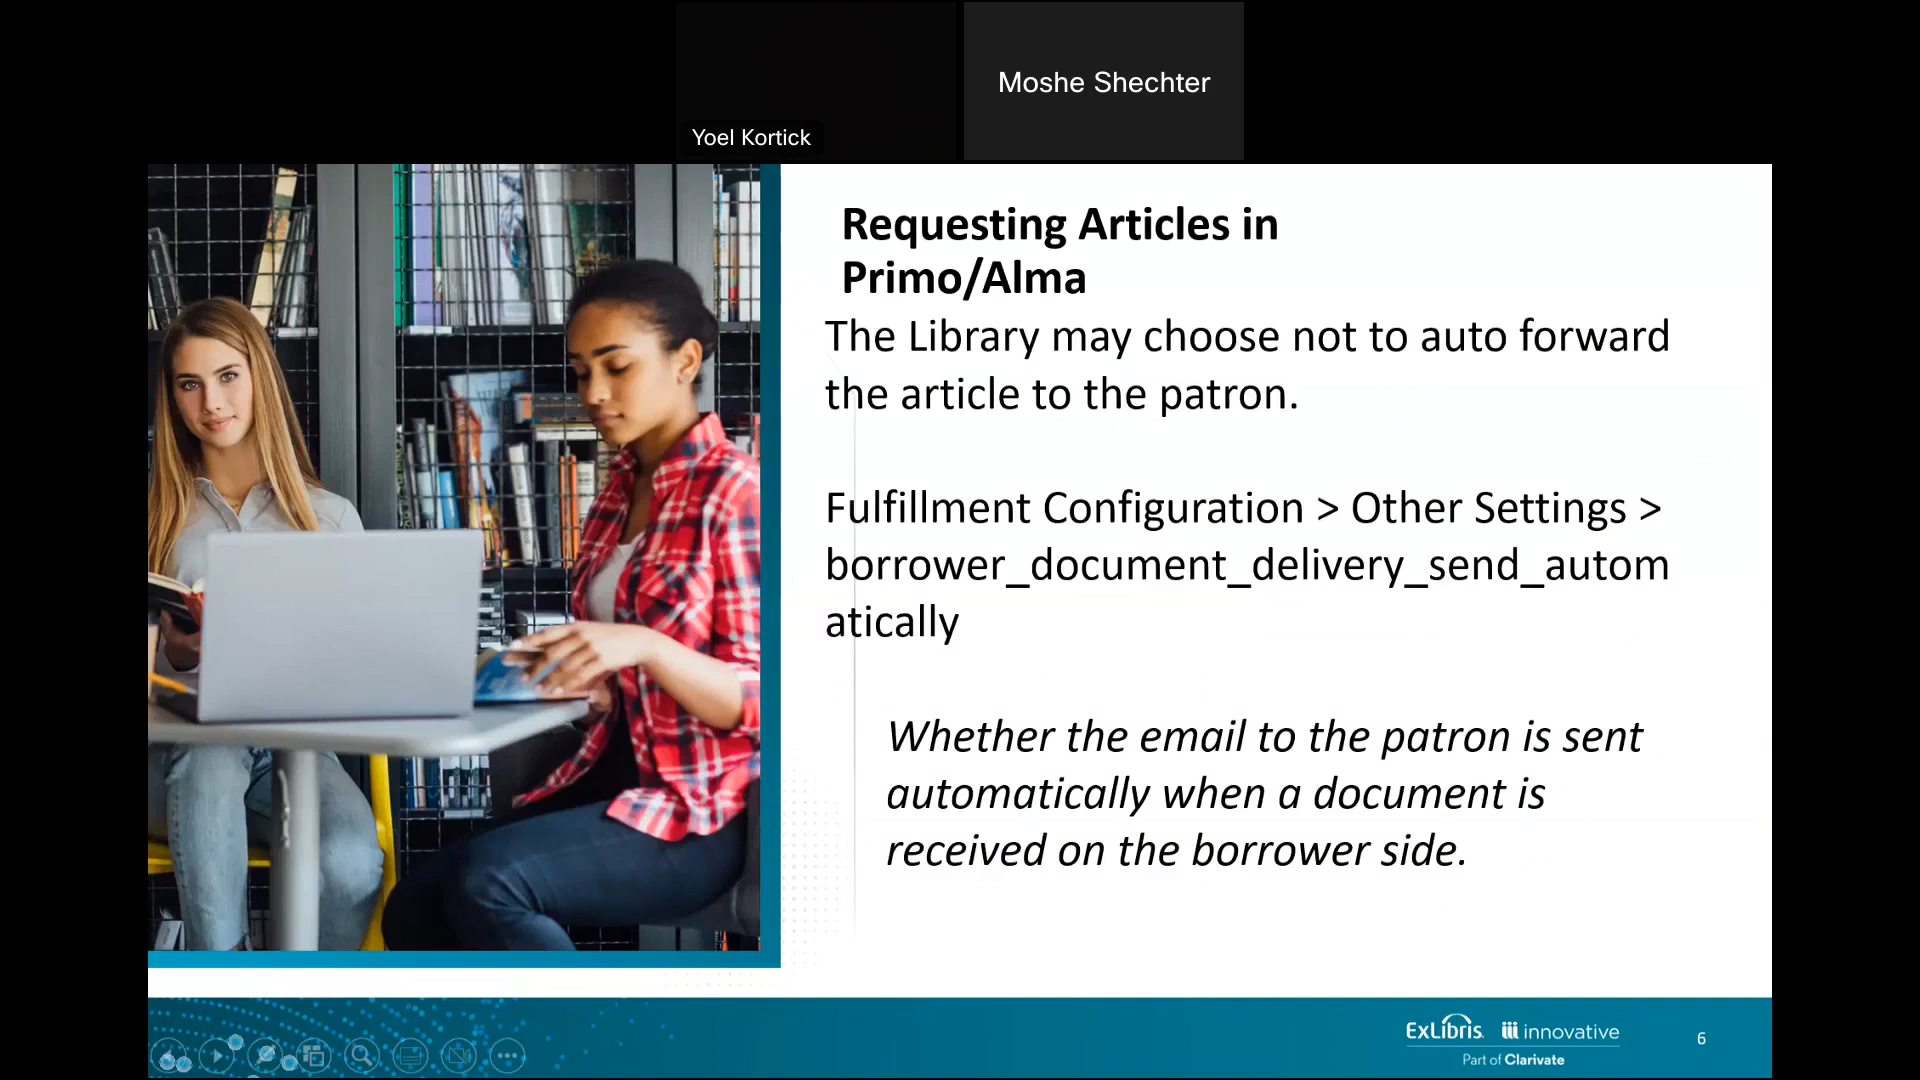 Moshe Shechter
Yoel Kortick
Requesting Articles in
Primo/Alma
The Library may choose not to auto forward
the article to the patron.
Fulfillment Configuration > Other Settings >
borrower_document_delivery_send_autom
atically
Whether the email to the patron is sent
automatically when a document is
received on the borrower side.
ExLibris iii innovative
Part of Clarivate
6